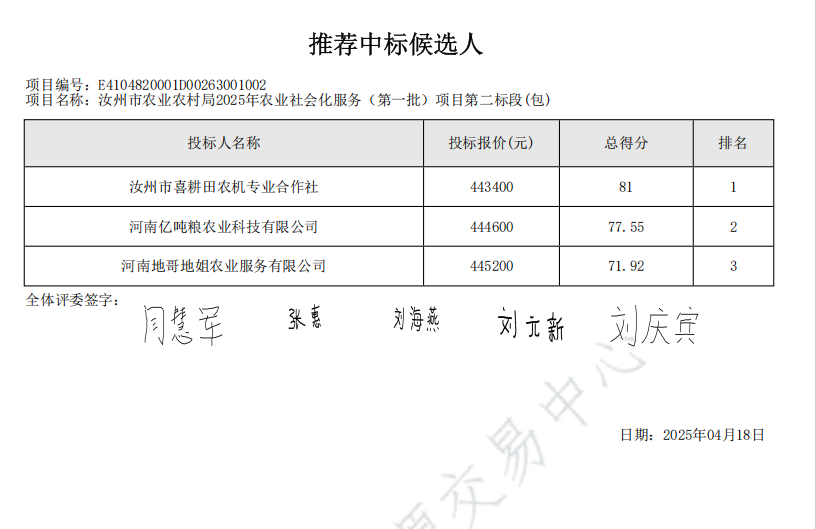 推荐中标候选人
项目编号：E4104820001D00263001002
项目名称：汝州市农业农村局2025年农业社会化服务（第一批）项目第二标段(包)
投标人名称 投标报价(元) 总得分 排名
汝州市喜耕田农机专业合作社 443400 81 1
河南亿吨粮农业科技有限公司 444600 77.55 2
河南地哥地姐农业服务有限公司 445200 71.92 3
全体评委签字：
闫慧军 张惠 刘海燕 刘元新 刘庆宾
日期：2025年04月18日
源交易中心